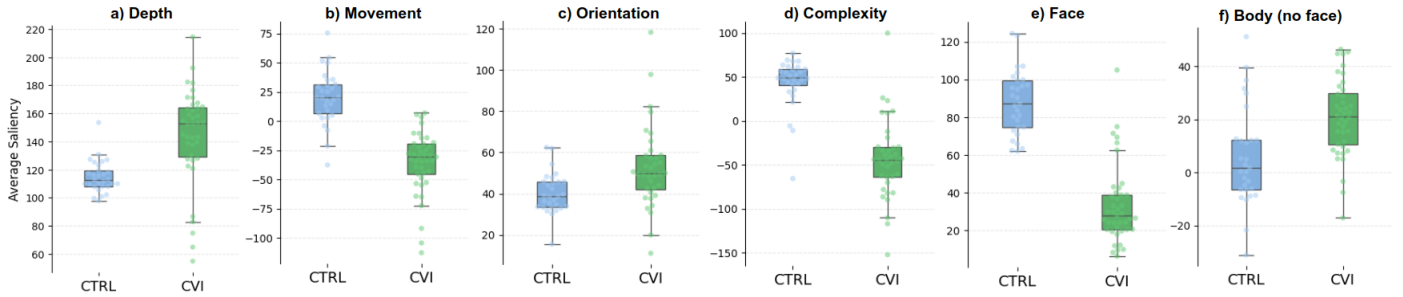 a) Depth
b) Movement
c) Orientation
d) Complexity
e) Face
f) Body (no face)
Average Saliency
220
200
180
160
140
120
100
80
60
CTRL
CVI
75
50
25
0
−25
−50
−75
−100
CTRL
CVI
120
100
80
60
40
20
CTRL
CVI
100
50
0
−50
−100
−150
CTRL
CVI
120
100
80
60
40
20
CTRL
CVI
40
20
0
−20
CTRL
CVI